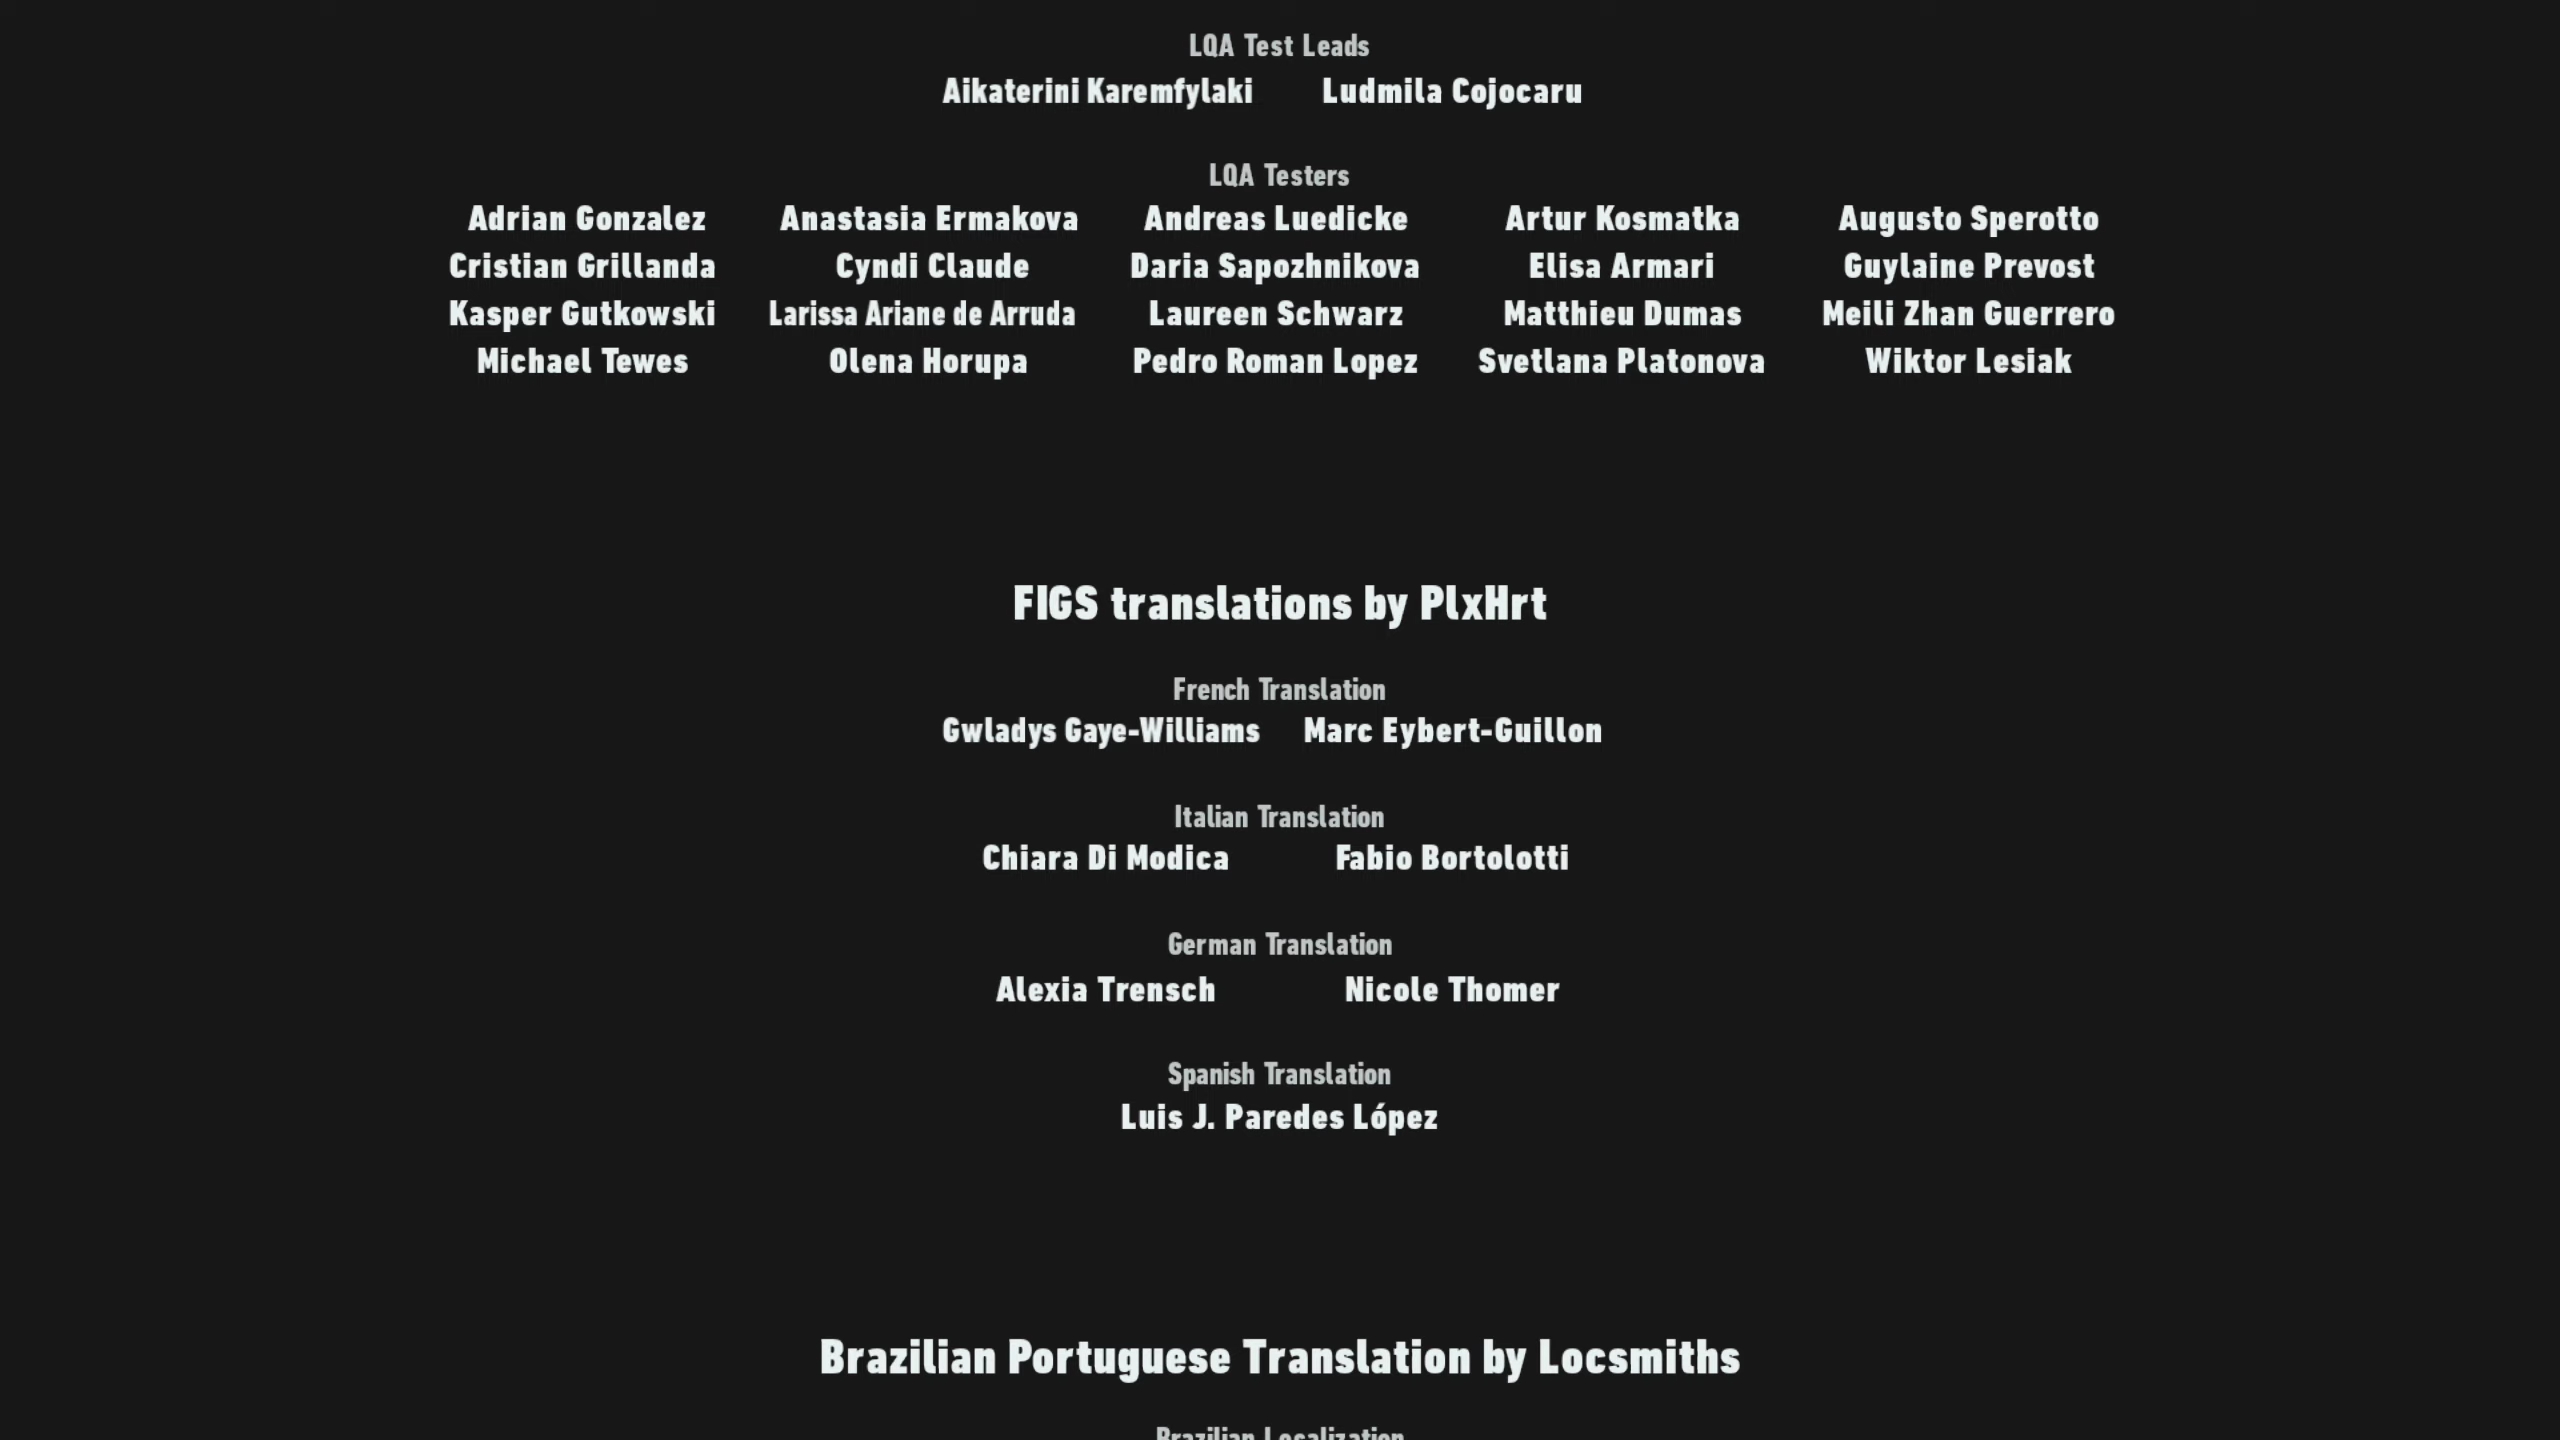 LQA Test Leads
Aikaterini Karemfylaki Ludmila Cojocaru
LQA Testers
Adrian Gonzalez Anastasia Ermakova Andreas Luedicke Artur Kosmatka Augusto Sperotto
Cristian Grillanda Cyndi Claude Daria Sapozhnikova Elisa Armari Guylaine Prevost
Kasper Gutkowski Larissa Ariane de Arruda Laureen Schwarz Matthieu Dumas Meili Zhan Guerrero
Michael Tewes Olena Horupa Pedro Roman Lopez Svetlana Platonova Wiktor Lesiak
FIGS translations by PlxHrt
French Translation
Gwladys Gaye-Williams Marc Eybert-Guillon
Italian Translation
Chiara Di Modica Fabio Bortolotti
German Translation
Alexia Trensch Nicole Thomer
Spanish Translation
Luis J. Paredes López
Brazilian Portuguese Translation by Locsmiths
Brazilian Localization